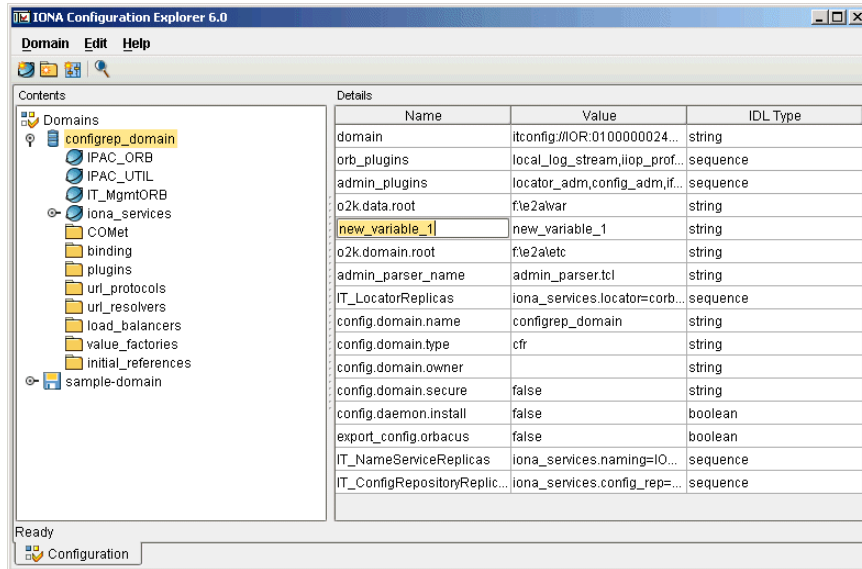 IONA Configuration Explorer 6.0
Domain Edit Help
Contents
Domains
configrep_domain
IPAC_ORB
IPAC_UTIL
IT_MgmtORB
iona_services
COMet
binding
plugins
url_protocols
url_resolvers
load_balancers
value_factories
initial_references
sample-domain
Details
Name Value IDL Type
domain itconfig://IOR:0100000024... string
orb_plugins local_log_stream,iiop_prof... sequence
admin_plugins locator_adm,config_adm,if... sequence
o2k.data.root f:\e2a\var string
new_variable_1 new_variable_1 string
o2k.domain.root f:\e2a\etc string
admin_parser_name admin_parser.tcl string
IT_LocatorReplicas iona_services.locator=corb... sequence
config.domain.name configrep_domain string
config.domain.type cfr string
config.domain.owner string
config.domain.secure false string
config.daemon.install false boolean
export_config.orbacus false boolean
IT_NameServiceReplicas iona_services.naming=IO... sequence
IT_ConfigRepositoryReplic... iona_services.config_rep=... sequence
Ready
Configuration